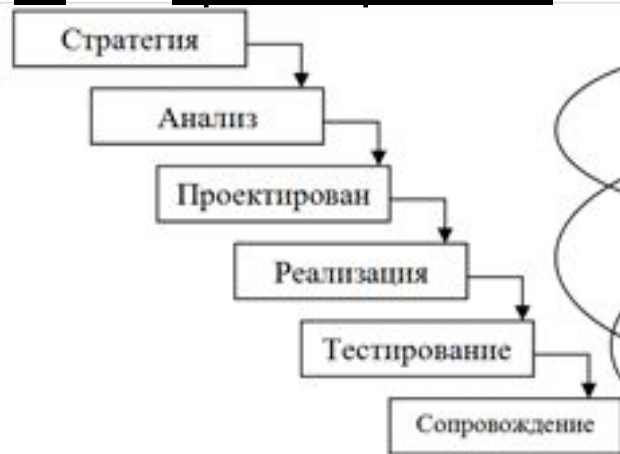 Стратегия
Анализ
Проектирован
Реализация
Тестирование
Сопровождение